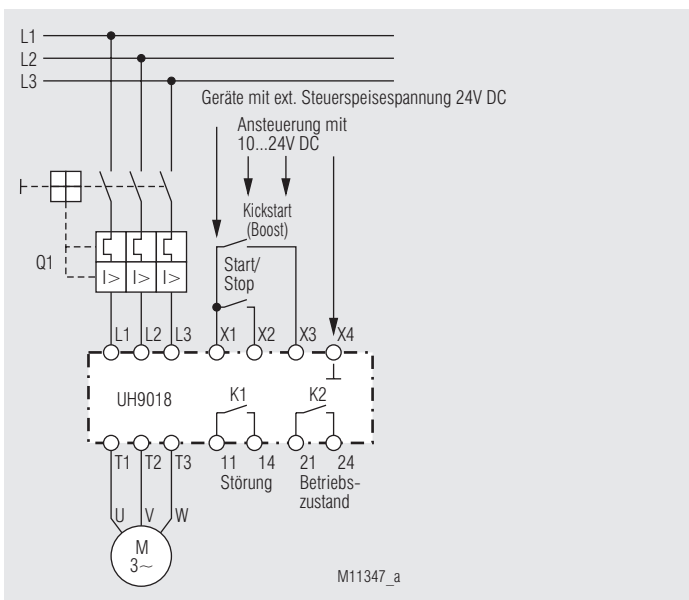 L1
L2
L3
Geräte mit ext. Steuerspeisespannung 24V DC
Ansteuerung mit
10...24V DC
Kickstart
(Boost)
Start/
Stop
Q1
I> I> I>
L1 L2 L3 X1 X2 X3 X4
UH9018
K1 K2
T1 T2 T3 11 14 21 24
Störung Betriebs-
zustand
U V W
M
3~
M11347_a